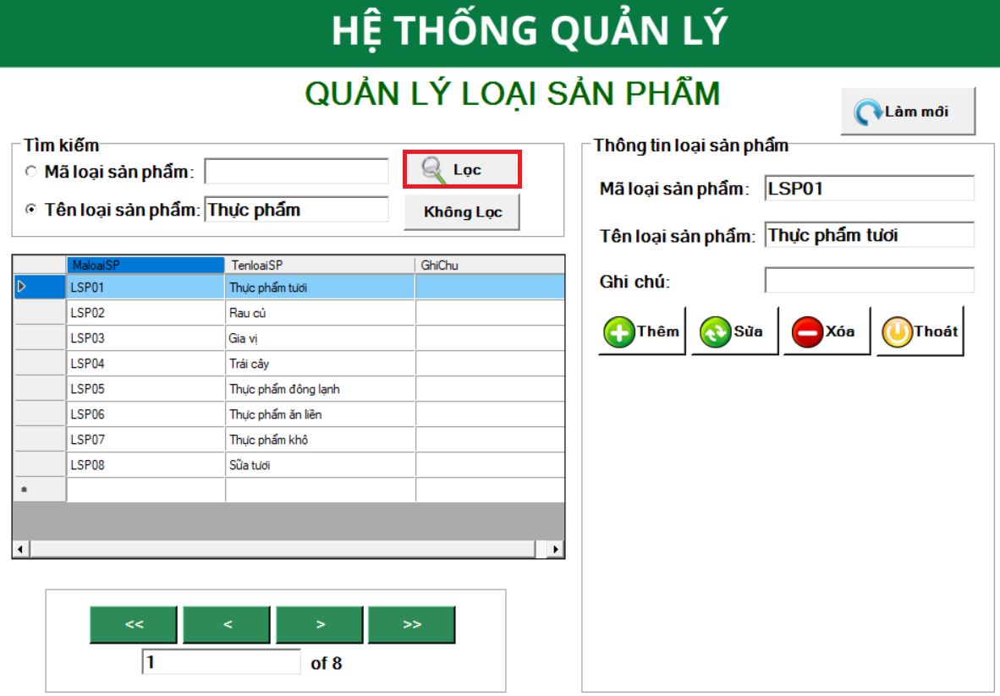 HỆ THỐNG QUẢN LÝ
QUẢN LÝ LOẠI SẢN PHẨM
Làm mới
Tìm kiếm
Mã loại sản phẩm:
Lọc
Tên loại sản phẩm: Thực phẩm
Không Lọc
MaloaiSP TenloaiSP GhiChu
LSP01 Thực phẩm tươi
LSP02 Rau củ
LSP03 Gia vị
LSP04 Trái cây
LSP05 Thực phẩm đông lạnh
LSP06 Thực phẩm ăn liền
LSP07 Thực phẩm khô
LSP08 Sữa tươi
*
<< < > >>
1 of 8
Thông tin loại sản phẩm
Mã loại sản phẩm: LSP01
Tên loại sản phẩm: Thực phẩm tươi
Ghi chú:
Thêm Sửa Xóa Thoát